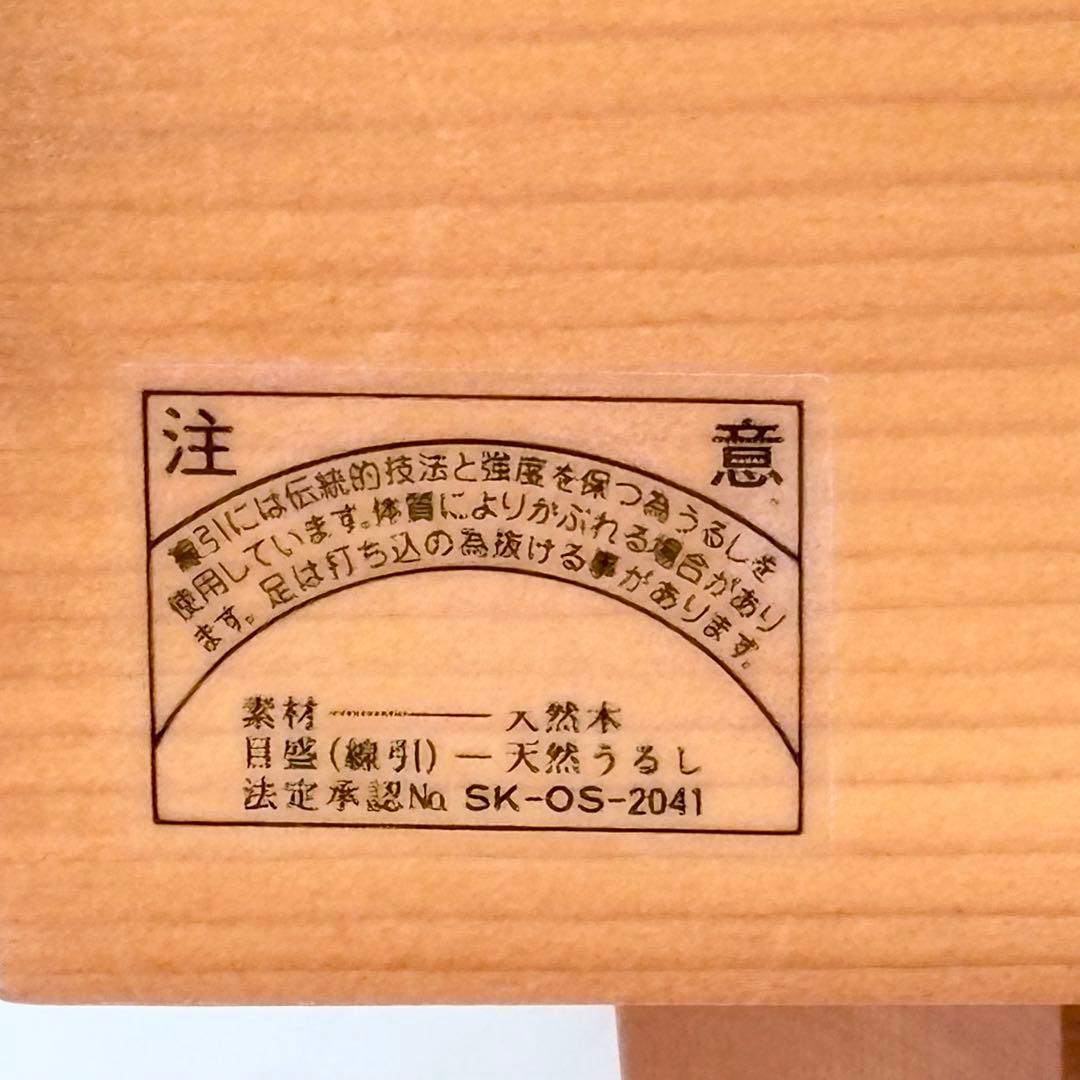 注意
線引には伝統的技法と強度を保つ為うるしを
使用しています。体質によりかぶれる場合があり
ます。足は打ち込の為抜ける事があります。
素材―天然木
目盛(線引)―天然うるし
法定承認No. SK-OS-2041